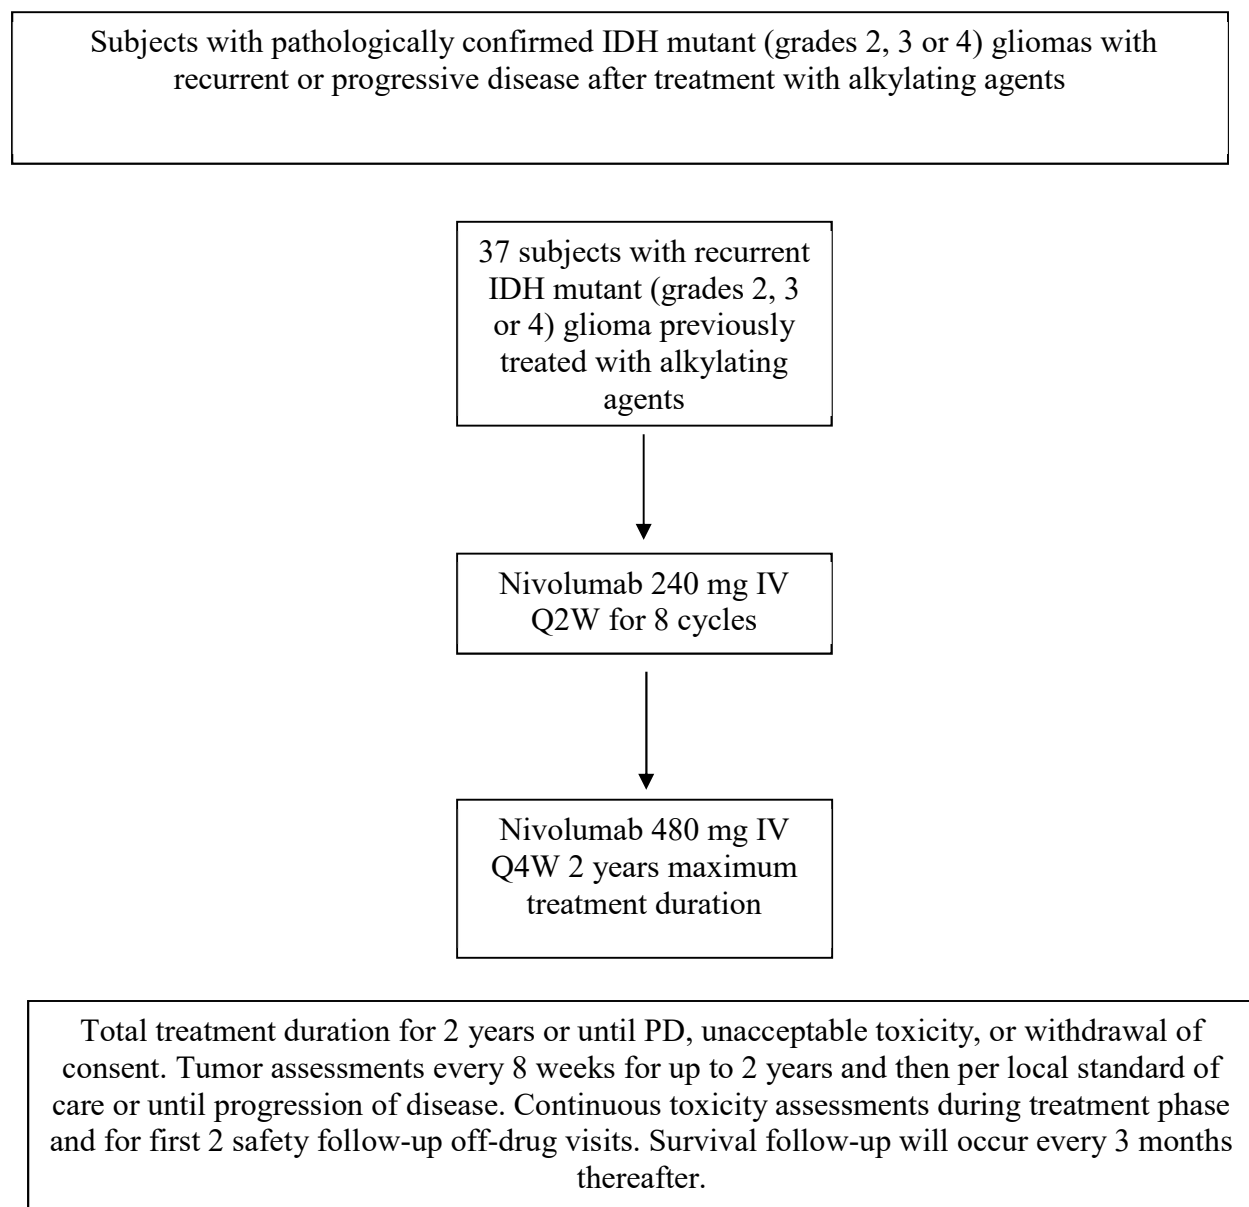 Subjects with pathologically confirmed IDH mutant (grades 2, 3 or 4) gliomas with
recurrent or progressive disease after treatment with alkylating agents
37 subjects with recurrent
IDH mutant (grades 2, 3
or 4) glioma previously
treated with alkylating
agents
Nivolumab 240 mg IV
Q2W for 8 cycles
Nivolumab 480 mg IV
Q4W 2 years maximum
treatment duration
Total treatment duration for 2 years or until PD, unacceptable toxicity, or withdrawal of
consent. Tumor assessments every 8 weeks for up to 2 years and then per local standard of
care or until progression of disease. Continuous toxicity assessments during treatment phase
and for first 2 safety follow-up off-drug visits. Survival follow-up will occur every 3 months
thereafter.